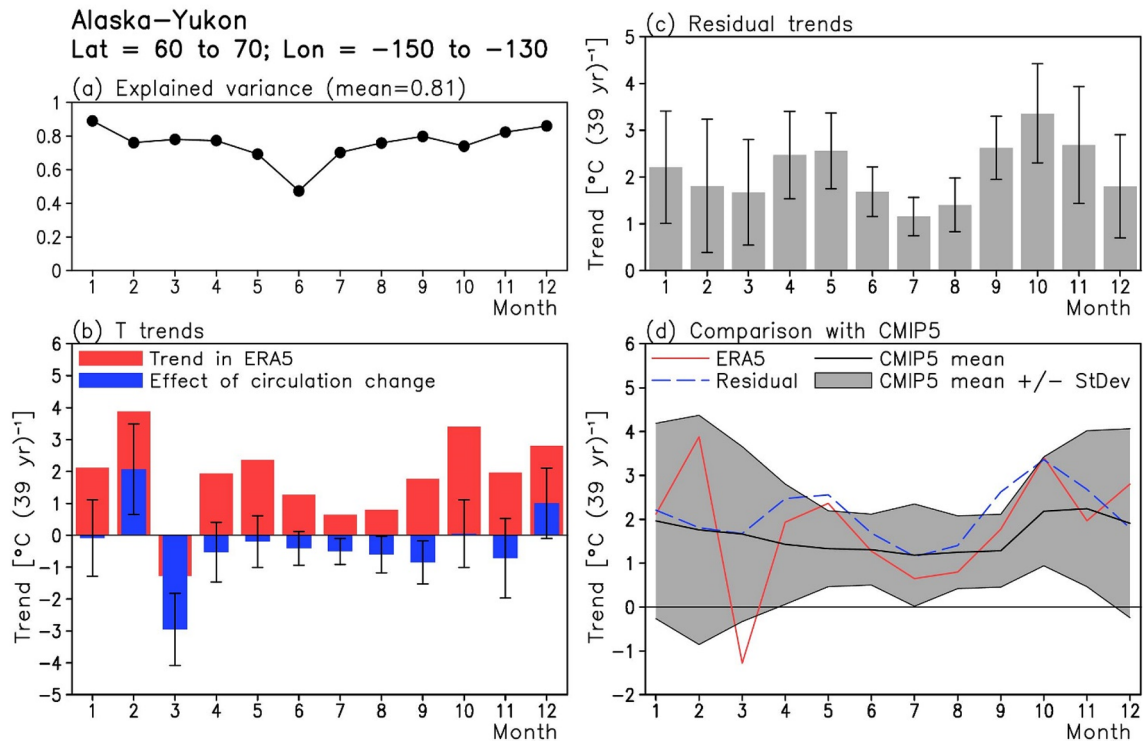 Alaska−Yukon
Lat = 60 to 70; Lon = −150 to −130
(a) Explained variance (mean=0.81)
1
0.8
0.6
0.4
0.2
0
1 2 3 4 5 6 7 8 9 10 11 12
Month
(b) T trends
Trend in ERA5
Effect of circulation change
Trend [°C (39 yr)⁻¹]
6
5
4
3
2
1
0
−1
−2
−3
−4
−5
1 2 3 4 5 6 7 8 9 10 11 12
Month
(c) Residual trends
Trend [°C (39 yr)⁻¹]
5
4
3
2
1
0
1 2 3 4 5 6 7 8 9 10 11 12
Month
(d) Comparison with CMIP5
ERA5
Residual
CMIP5 mean
CMIP5 mean +/− StDev
Trend [°C (39 yr)⁻¹]
6
5
4
3
2
1
0
−1
−2
1 2 3 4 5 6 7 8 9 10 11 12
Month